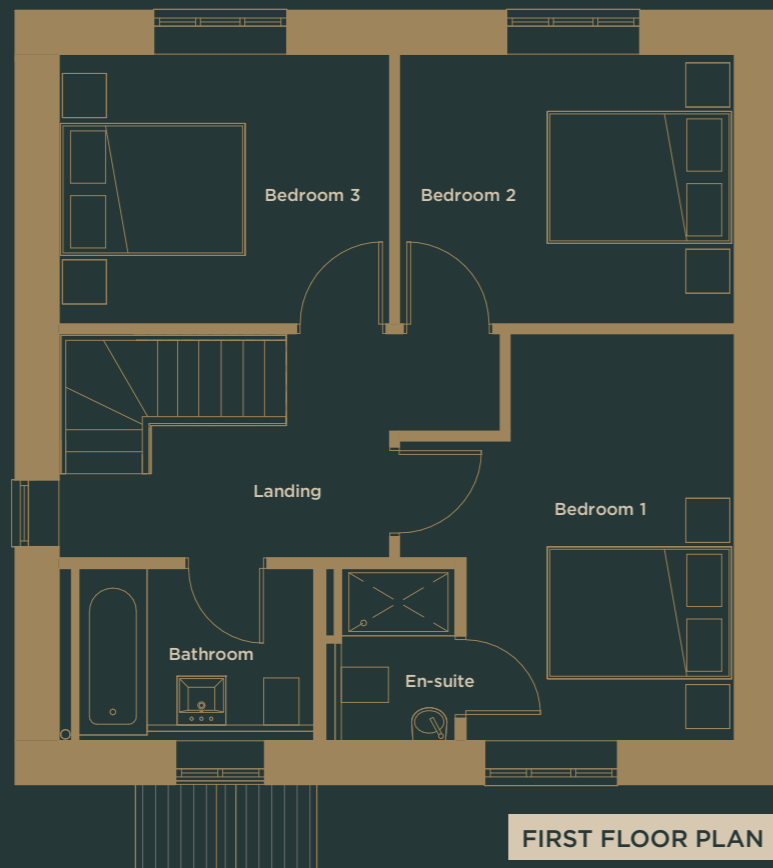 Bedroom 3
Bedroom 2
Landing
Bedroom 1
Bathroom
En-suite
FIRST FLOOR PLAN